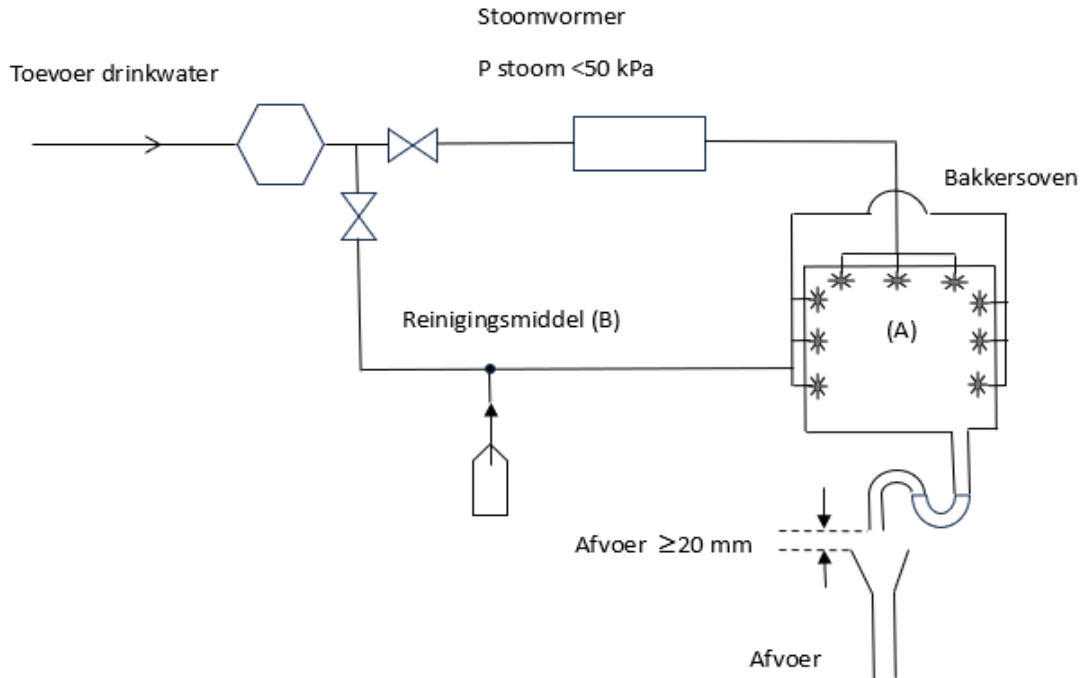 Stoomvormer
P stoom <50 kPa
Toevoer drinkwater
Bakkersoven
Reinigingsmiddel (B)
(A)
Afvoer ≥20 mm
Afvoer